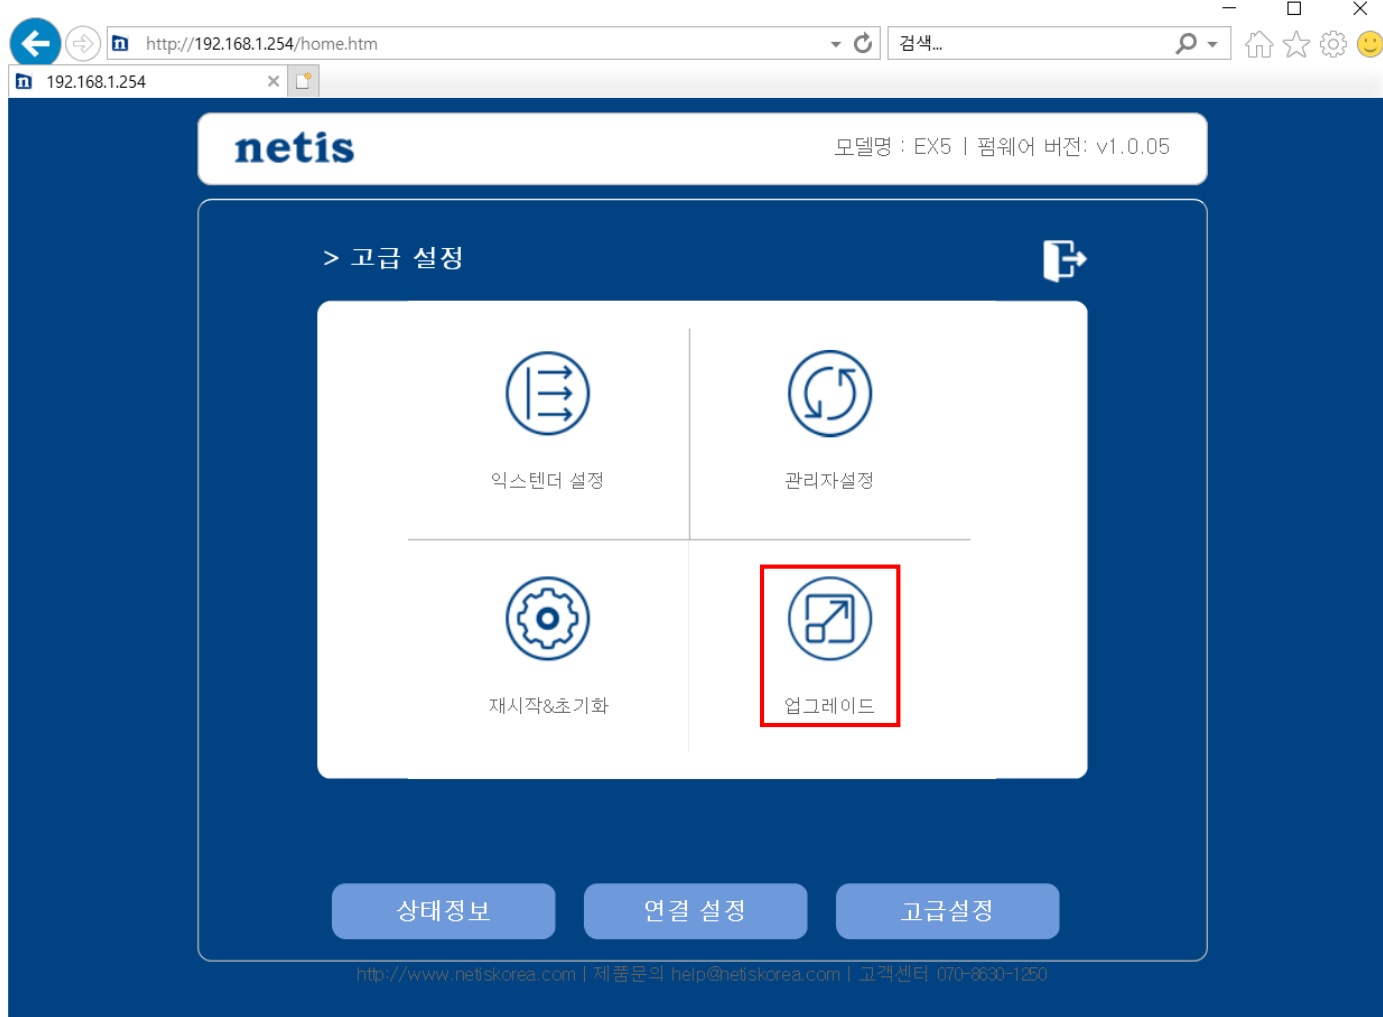 http://192.168.1.254/home.htm
검색...
192.168.1.254
netis
모델명 : EX5 | 펌웨어 버전: v1.0.05
> 고급 설정
익스텐더 설정
관리자설정
재시작&초기화
업그레이드
상태정보
연결 설정
고급설정
http://www.netiskorea.com | 제품문의 help@netiskorea.com | 고객센터 070-8630-1250